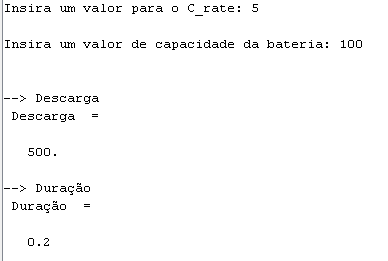 Insira um valor para o C_rate: 5
Insira um valor de capacidade da bateria: 100
--> Descarga
Descarga  =
500.
--> Duração
Duração  =
0.2